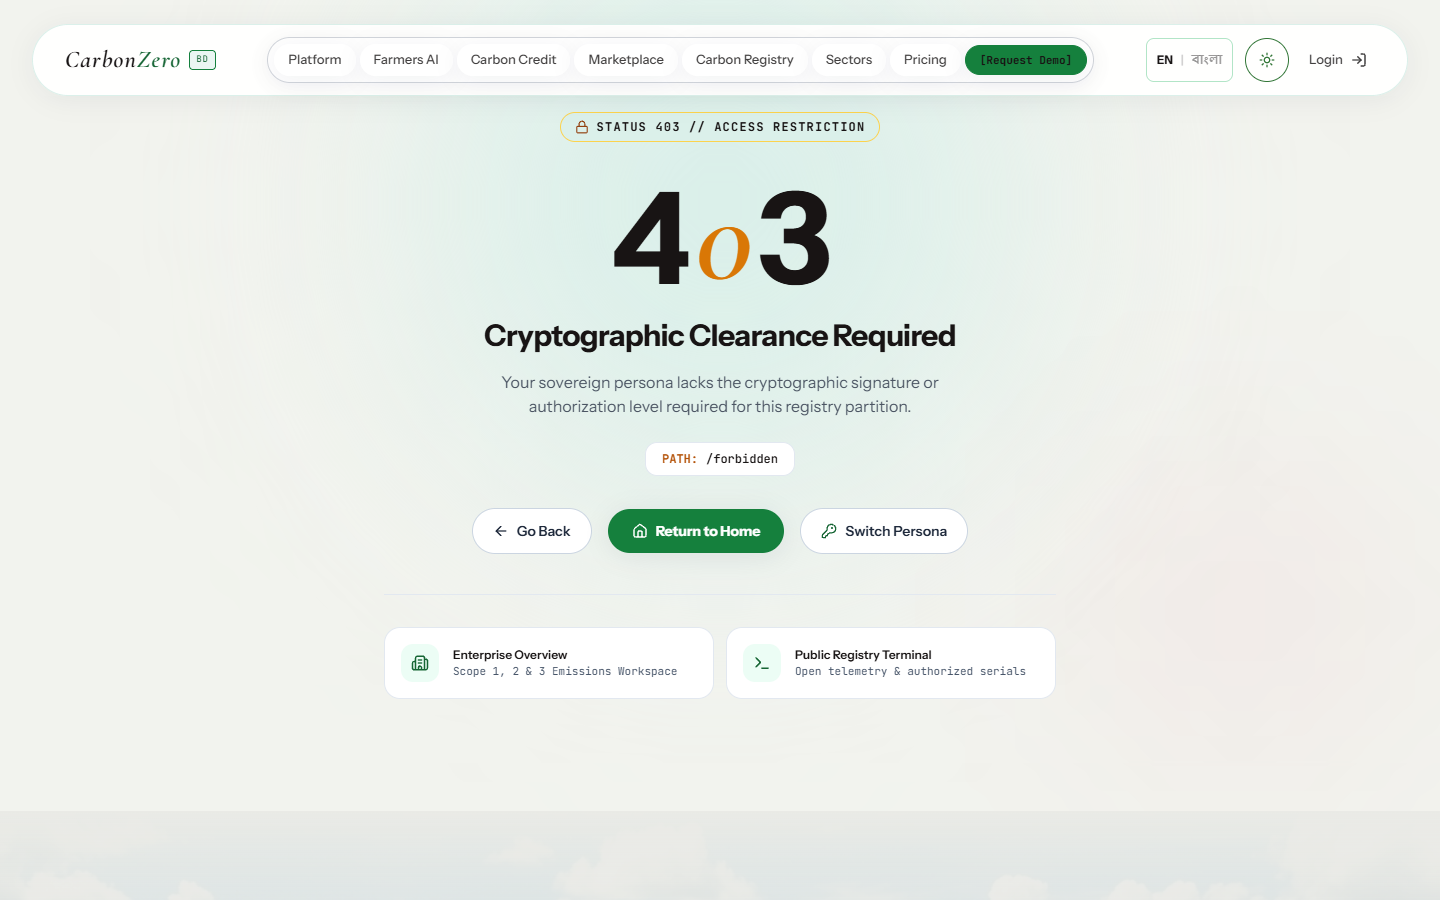 CarbonZero BD
Platform
Farmers AI
Carbon Credit
Marketplace
Carbon Registry
Sectors
Pricing
[Request Demo]
EN | বাংলা
Login
STATUS 403 // ACCESS RESTRICTION
403
Cryptographic Clearance Required
Your sovereign persona lacks the cryptographic signature or
authorization level required for this registry partition.
PATH: /forbidden
Go Back
Return to Home
Switch Persona
Enterprise Overview
Scope 1, 2 & 3 Emissions Workspace
Public Registry Terminal
Open telemetry & authorized serials